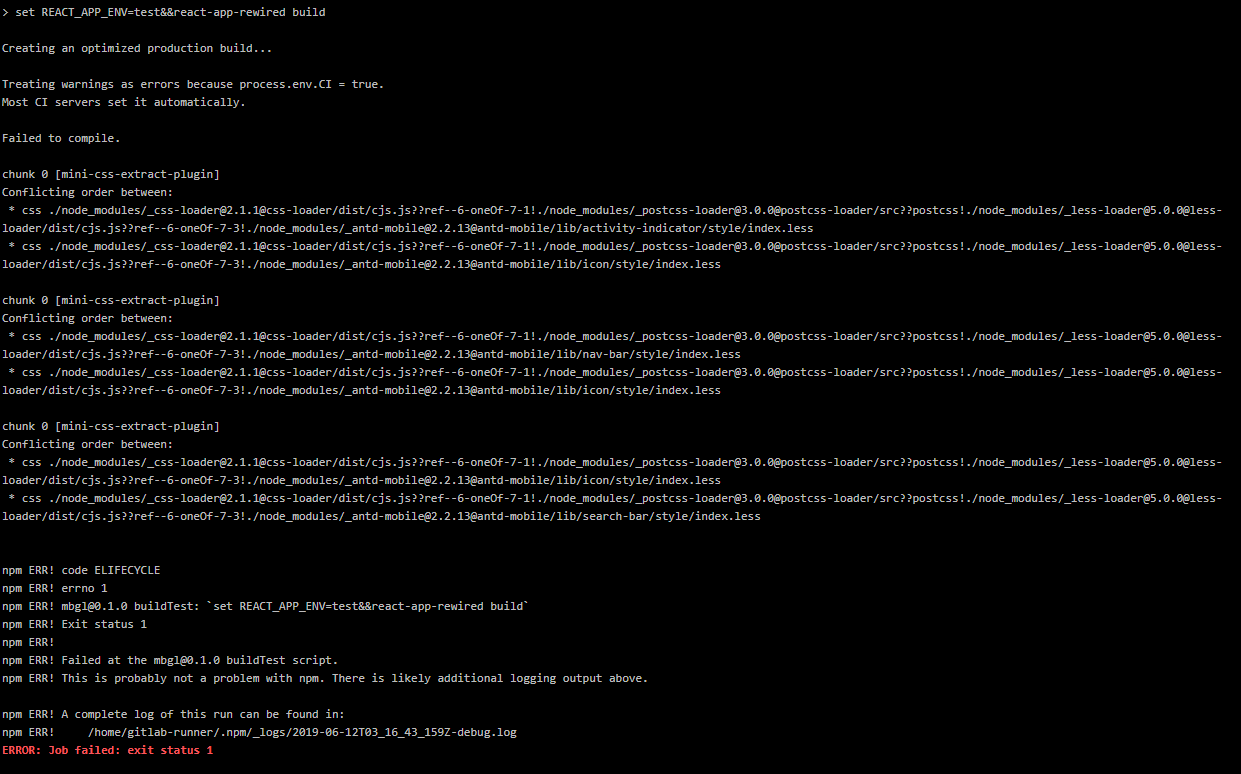 > set REACT_APP_ENV=test&&react-app-rewired build
Creating an optimized production build...
Treating warnings as errors because process.env.CI = true.
Most CI servers set it automatically.
Failed to compile.
chunk 0 [mini-css-extract-plugin]
Conflicting order between:
* css ./node_modules/_css-loader@2.1.1@css-loader/dist/cjs.js??ref--6-oneOf-7-1!./node_modules/_postcss-loader@3.0.0@postcss-loader/src??postcss!./node_modules/_less-loader@5.0.0@less-
loader/dist/cjs.js??ref--6-oneOf-7-3!./node_modules/_antd-mobile@2.2.13@antd-mobile/lib/activity-indicator/style/index.less
* css ./node_modules/_css-loader@2.1.1@css-loader/dist/cjs.js??ref--6-oneOf-7-1!./node_modules/_postcss-loader@3.0.0@postcss-loader/src??postcss!./node_modules/_less-loader@5.0.0@less-
loader/dist/cjs.js??ref--6-oneOf-7-3!./node_modules/_antd-mobile@2.2.13@antd-mobile/lib/icon/style/index.less
chunk 0 [mini-css-extract-plugin]
Conflicting order between:
* css ./node_modules/_css-loader@2.1.1@css-loader/dist/cjs.js??ref--6-oneOf-7-1!./node_modules/_postcss-loader@3.0.0@postcss-loader/src??postcss!./node_modules/_less-loader@5.0.0@less-
loader/dist/cjs.js??ref--6-oneOf-7-3!./node_modules/_antd-mobile@2.2.13@antd-mobile/lib/nav-bar/style/index.less
* css ./node_modules/_css-loader@2.1.1@css-loader/dist/cjs.js??ref--6-oneOf-7-1!./node_modules/_postcss-loader@3.0.0@postcss-loader/src??postcss!./node_modules/_less-loader@5.0.0@less-
loader/dist/cjs.js??ref--6-oneOf-7-3!./node_modules/_antd-mobile@2.2.13@antd-mobile/lib/icon/style/index.less
chunk 0 [mini-css-extract-plugin]
Conflicting order between:
* css ./node_modules/_css-loader@2.1.1@css-loader/dist/cjs.js??ref--6-oneOf-7-1!./node_modules/_postcss-loader@3.0.0@postcss-loader/src??postcss!./node_modules/_less-loader@5.0.0@less-
loader/dist/cjs.js??ref--6-oneOf-7-3!./node_modules/_antd-mobile@2.2.13@antd-mobile/lib/icon/style/index.less
* css ./node_modules/_css-loader@2.1.1@css-loader/dist/cjs.js??ref--6-oneOf-7-1!./node_modules/_postcss-loader@3.0.0@postcss-loader/src??postcss!./node_modules/_less-loader@5.0.0@less-
loader/dist/cjs.js??ref--6-oneOf-7-3!./node_modules/_antd-mobile@2.2.13@antd-mobile/lib/search-bar/style/index.less
npm ERR! code ELIFECYCLE
npm ERR! errno 1
npm ERR! mbgl@0.1.0 buildTest: `set REACT_APP_ENV=test&&react-app-rewired build`
npm ERR! Exit status 1
npm ERR!
npm ERR! Failed at the mbgl@0.1.0 buildTest script.
npm ERR! This is probably not a problem with npm. There is likely additional logging output above.
npm ERR! A complete log of this run can be found in:
npm ERR!     /home/gitlab-runner/.npm/_logs/2019-06-12T03_16_43_159Z-debug.log
ERROR: Job failed: exit status 1